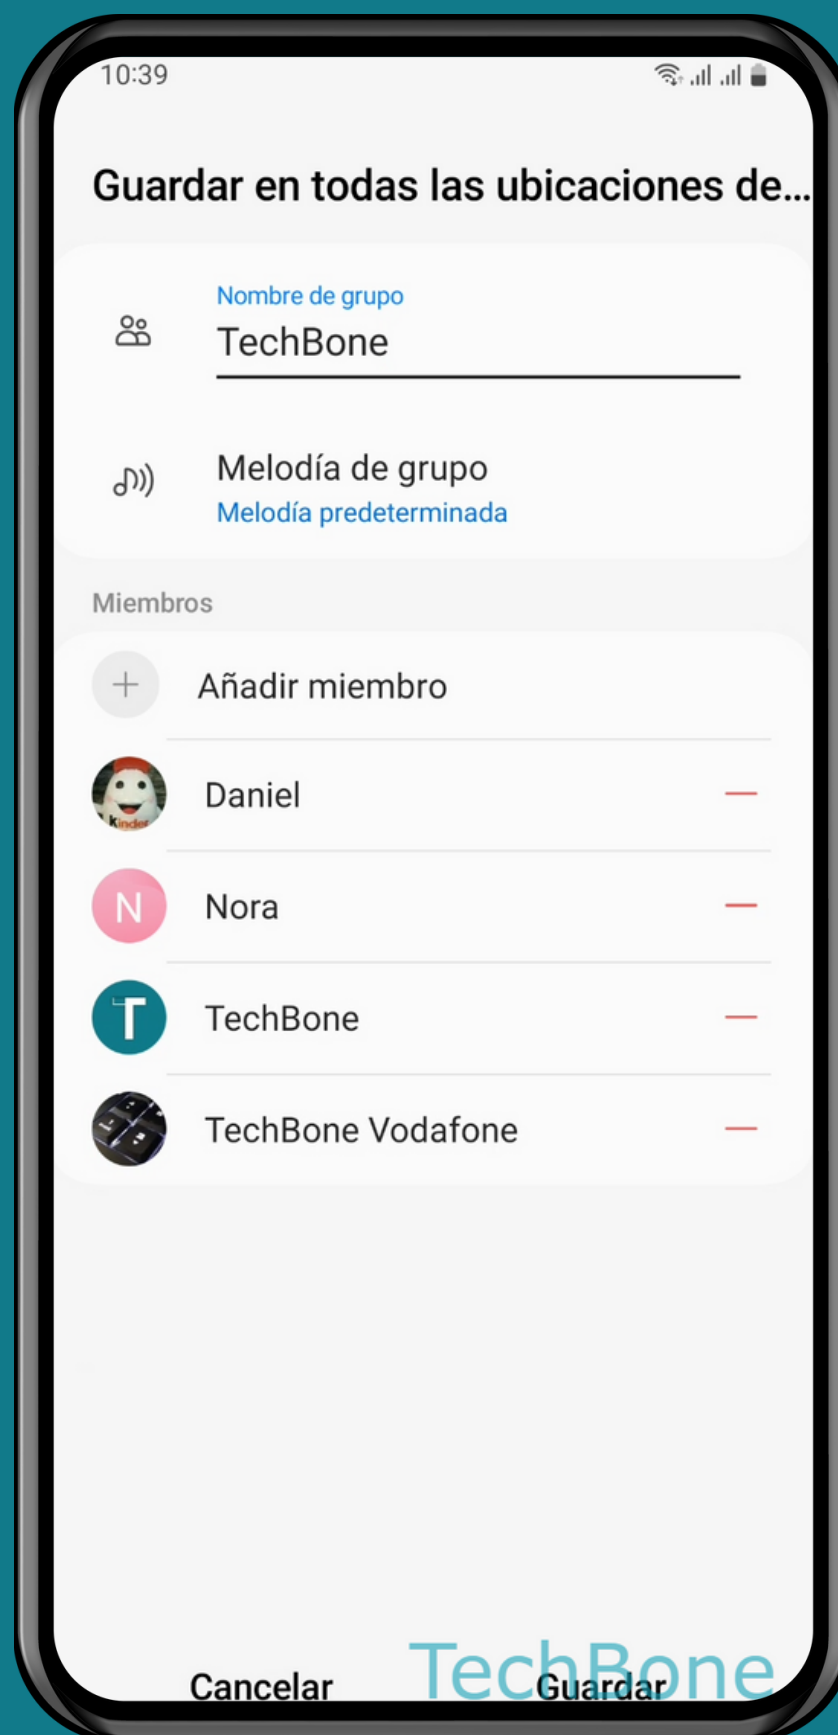 10:39
Guardar en todas las ubicaciones de...
Nombre de grupo
TechBone
Melodía de grupo
Melodía predeterminada
Miembros
Añadir miembro
Kinder
Daniel
N
Nora
T
TechBone
TechBone Vodafone
TechBone
Cancelar
Guardar